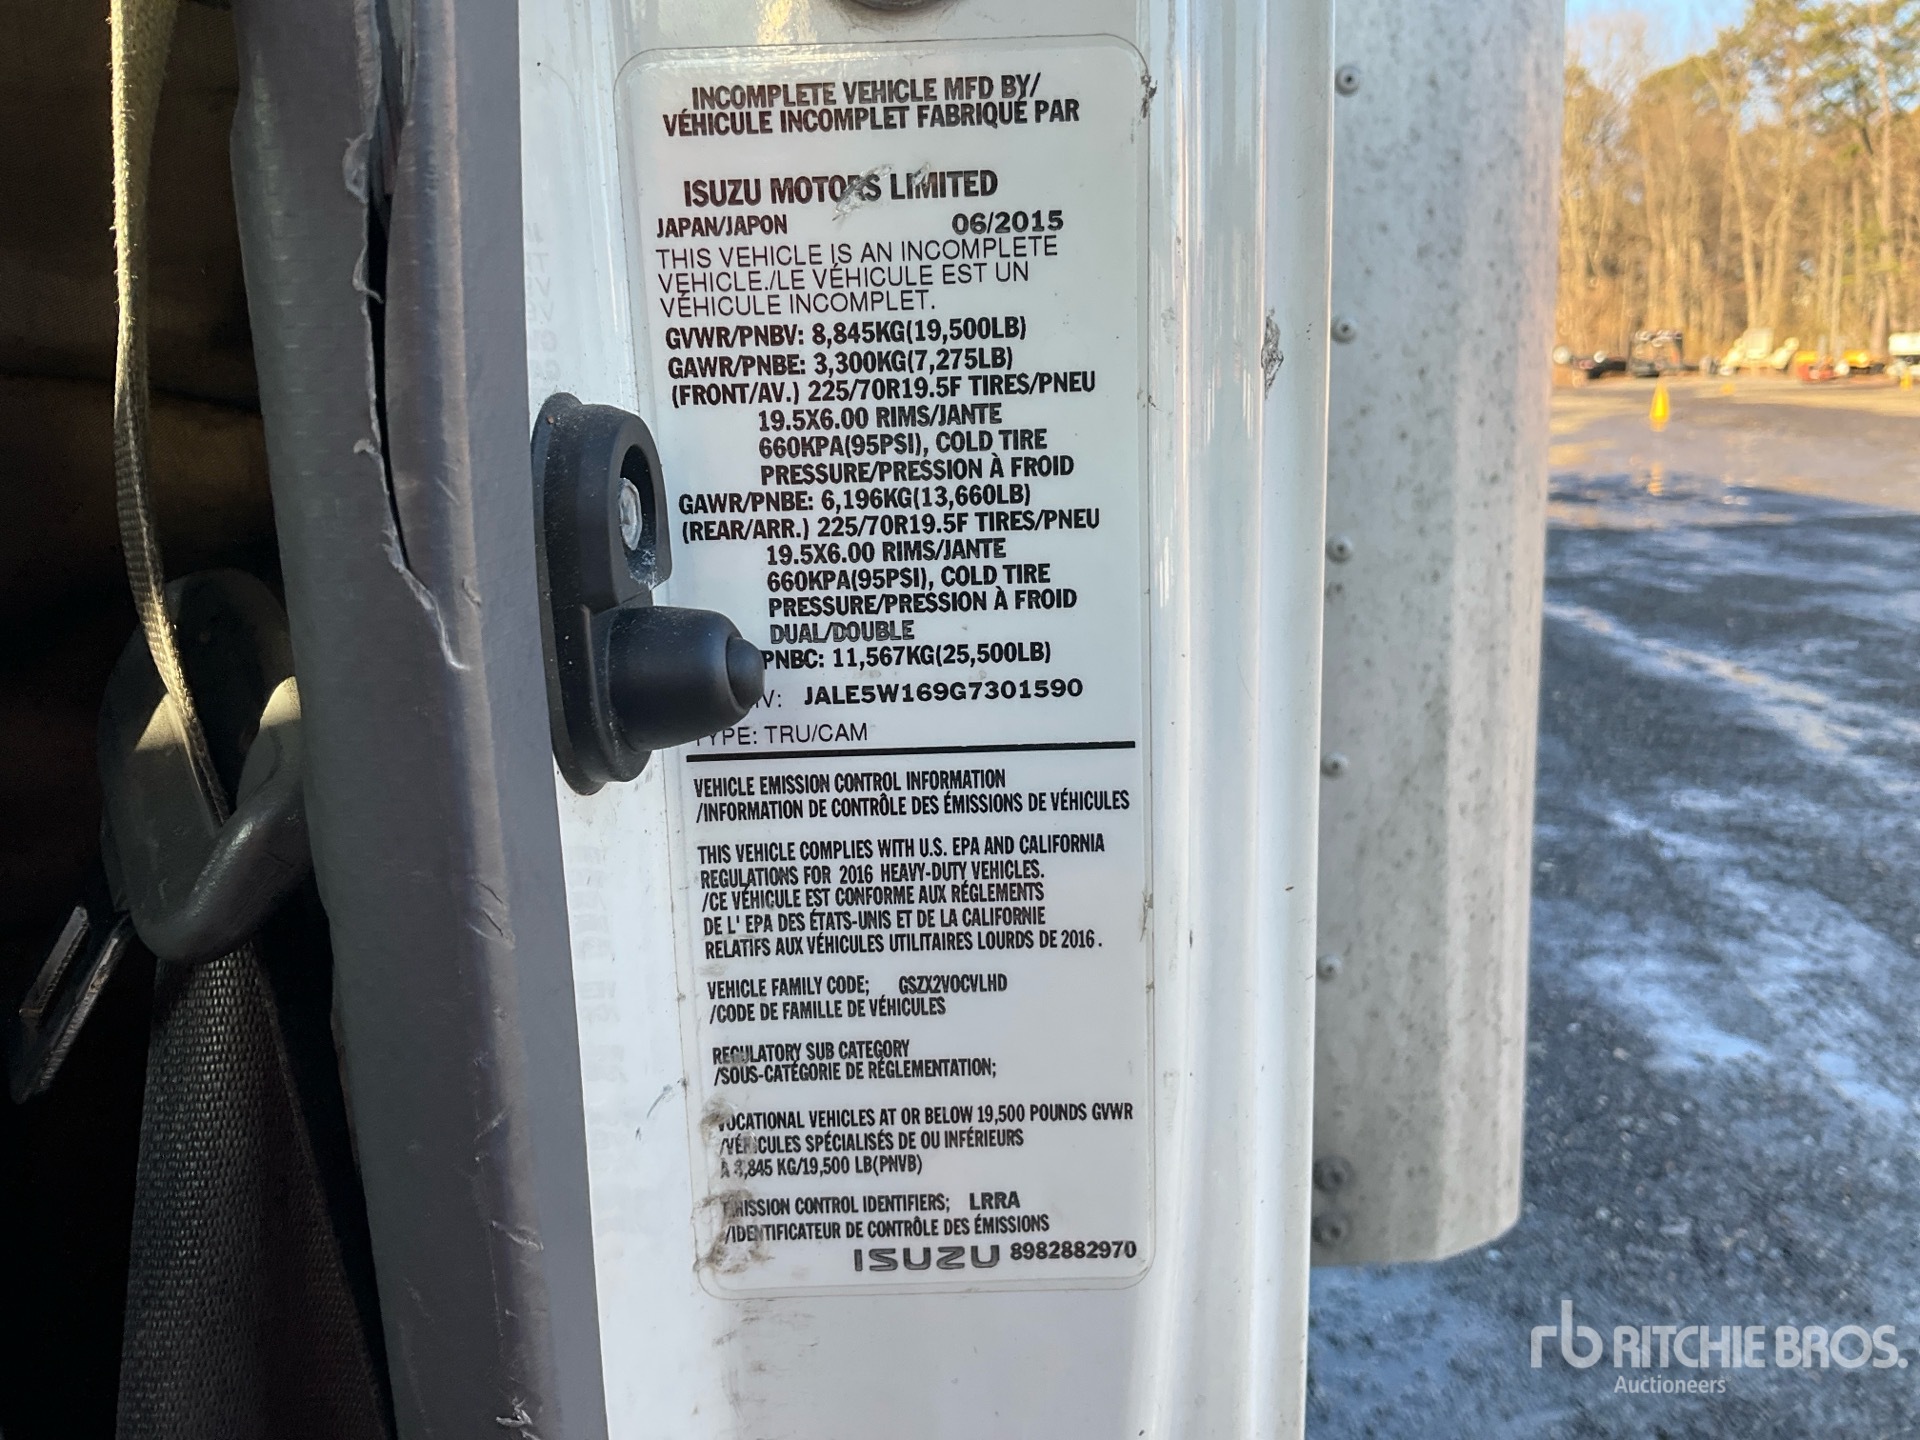 INCOMPLETE VEHICLE MFD BY/
VÉHICULE INCOMPLET FABRIQUÉ PAR
ISUZU MOTORS LIMITED
JAPAN/JAPON 06/2015
THIS VEHICLE IS AN INCOMPLETE
VEHICLE./LE VÉHICULE EST UN
VÉHICULE INCOMPLET.
GVWR/PNBV: 8,845KG(19,500LB)
GAWR/PNBE: 3,300KG(7,275LB)
(FRONT/AV.) 225/70R19.5F TIRES/PNEU
19.5X6.00 RIMS/JANTE
660KPA(95PSI), COLD TIRE
PRESSURE/PRESSION À FROID
GAWR/PNBE: 6,196KG(13,660LB)
(REAR/ARR.) 225/70R19.5F TIRES/PNEU
19.5X6.00 RIMS/JANTE
660KPA(95PSI), COLD TIRE
PRESSURE/PRESSION À FROID
DUAL/DOUBLE
PNBC: 11,567KG(25,500LB)
JALE5W169G7301590
TYPE: TRU/CAM
VEHICLE EMISSION CONTROL INFORMATION
/INFORMATION DE CONTRÔLE DES ÉMISSIONS DE VÉHICULES
THIS VEHICLE COMPLIES WITH U.S. EPA AND CALIFORNIA
REGULATIONS FOR 2016 HEAVY-DUTY VEHICLES.
/CE VÉHICULE EST CONFORME AUX RÉGLEMENTS
DE L' EPA DES ÉTATS-UNIS ET DE LA CALIFORNIE
RELATIFS AUX VÉHICULES UTILITAIRES LOURDS DE 2016.
VEHICLE FAMILY CODE; GSZX2VOCVLHD
/CODE DE FAMILLE DE VÉHICULES
REGULATORY SUB CATEGORY
/SOUS-CATÉGORIE DE RÉGLEMENTATION;
VOCATIONAL VEHICLES AT OR BELOW 19,500 POUNDS GVWR
/VÉHICULES SPÉCIALISÉS DE OU INFÉRIEURS
À 8,845 KG/19,500 LB(PNVB)
EMISSION CONTROL IDENTIFIERS; LRRA
/IDENTIFICATEUR DE CONTRÔLE DES ÉMISSIONS
ISUZU 8982882970
rb RITCHIE BROS.
Auctioneers